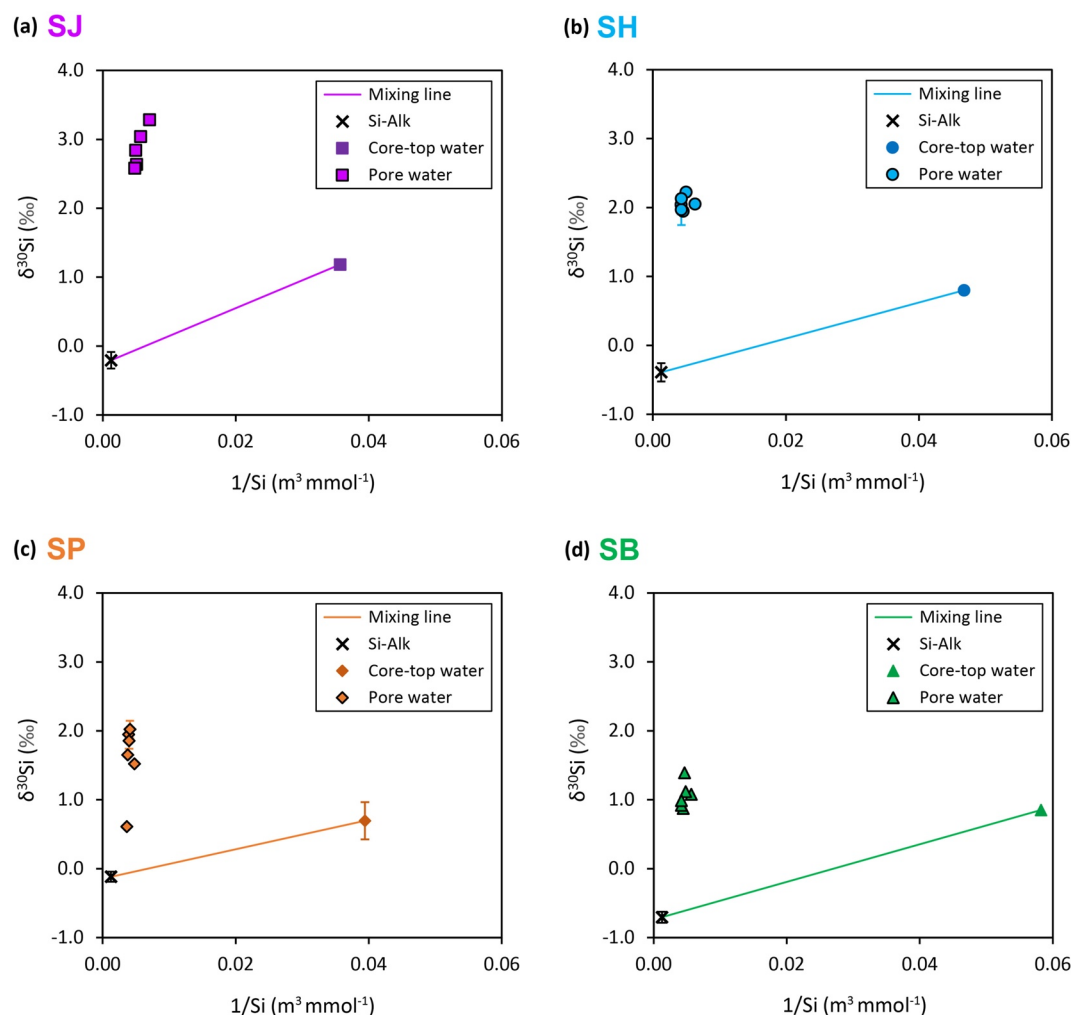 (a) SJ
4.0
3.0
2.0
1.0
0.0
-1.0
δ³⁰Si (‰)
Mixing line
Si-Alk
Core-top water
Pore water
0.00 0.02 0.04 0.06
1/Si (m³ mmol⁻¹)
(b) SH
4.0
3.0
2.0
1.0
0.0
-1.0
δ³⁰Si (‰)
Mixing line
Si-Alk
Core-top water
Pore water
0.00 0.02 0.04 0.06
1/Si (m³ mmol⁻¹)
(c) SP
4.0
3.0
2.0
1.0
0.0
-1.0
δ³⁰Si (‰)
Mixing line
Si-Alk
Core-top water
Pore water
0.00 0.02 0.04 0.06
1/Si (m³ mmol⁻¹)
(d) SB
4.0
3.0
2.0
1.0
0.0
-1.0
δ³⁰Si (‰)
Mixing line
Si-Alk
Core-top water
Pore water
0.00 0.02 0.04 0.06
1/Si (m³ mmol⁻¹)